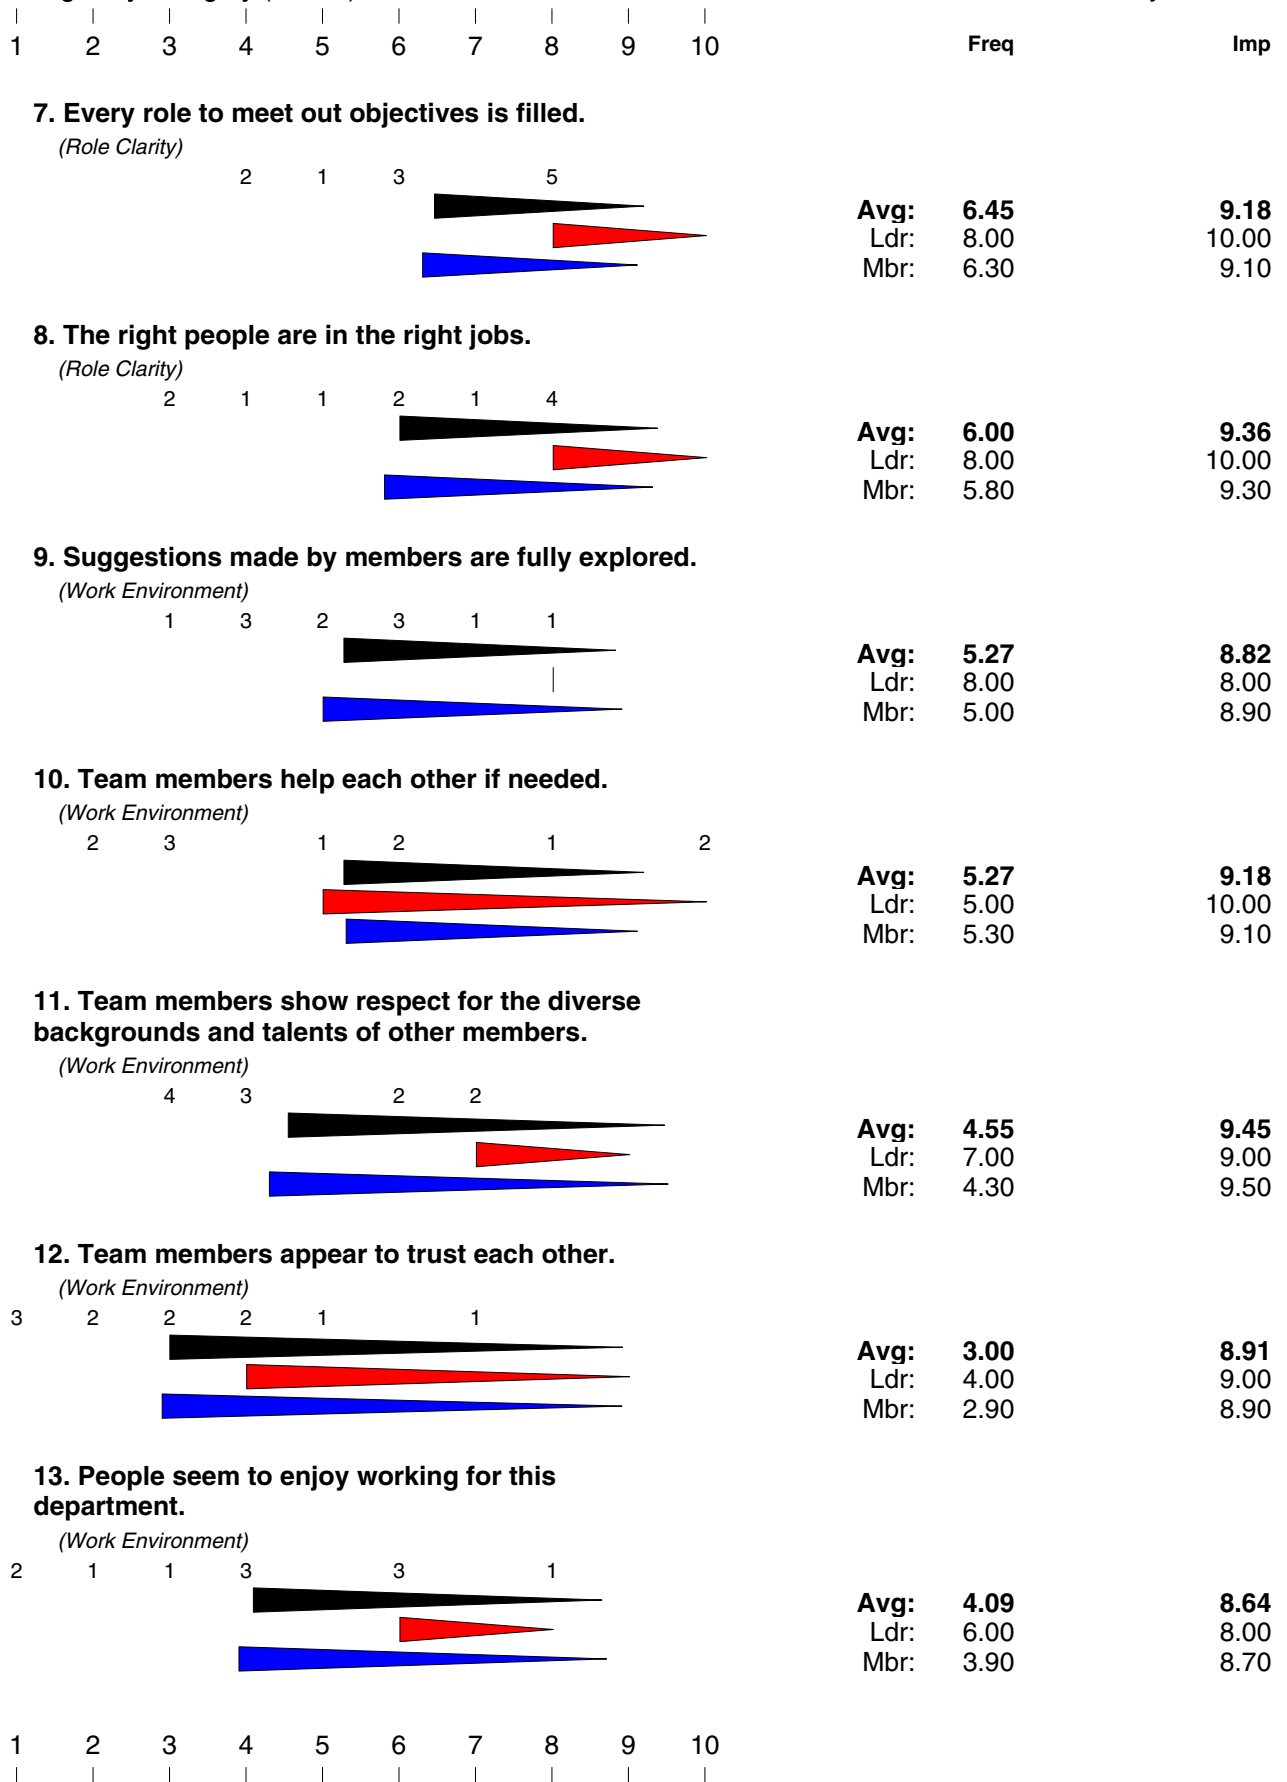 1 2 3 4 5 6 7 8 9 10 Freq Imp
7. Every role to meet out objectives is filled.
(Role Clarity)
2 1 3 5
Avg: 6.45 9.18
Ldr: 8.00 10.00
Mbr: 6.30 9.10
8. The right people are in the right jobs.
(Role Clarity)
2 1 1 2 1 4
Avg: 6.00 9.36
Ldr: 8.00 10.00
Mbr: 5.80 9.30
9. Suggestions made by members are fully explored.
(Work Environment)
1 3 2 3 1 1
Avg: 5.27 8.82
Ldr: 8.00 8.00
Mbr: 5.00 8.90
10. Team members help each other if needed.
(Work Environment)
2 3 1 2 1 2
Avg: 5.27 9.18
Ldr: 5.00 10.00
Mbr: 5.30 9.10
11. Team members show respect for the diverse
backgrounds and talents of other members.
(Work Environment)
4 3 2 2
Avg: 4.55 9.45
Ldr: 7.00 9.00
Mbr: 4.30 9.50
12. Team members appear to trust each other.
(Work Environment)
3 2 2 2 1 1
Avg: 3.00 8.91
Ldr: 4.00 9.00
Mbr: 2.90 8.90
13. People seem to enjoy working for this
department.
(Work Environment)
2 1 1 3 3 1
Avg: 4.09 8.64
Ldr: 6.00 8.00
Mbr: 3.90 8.70
1 2 3 4 5 6 7 8 9 10